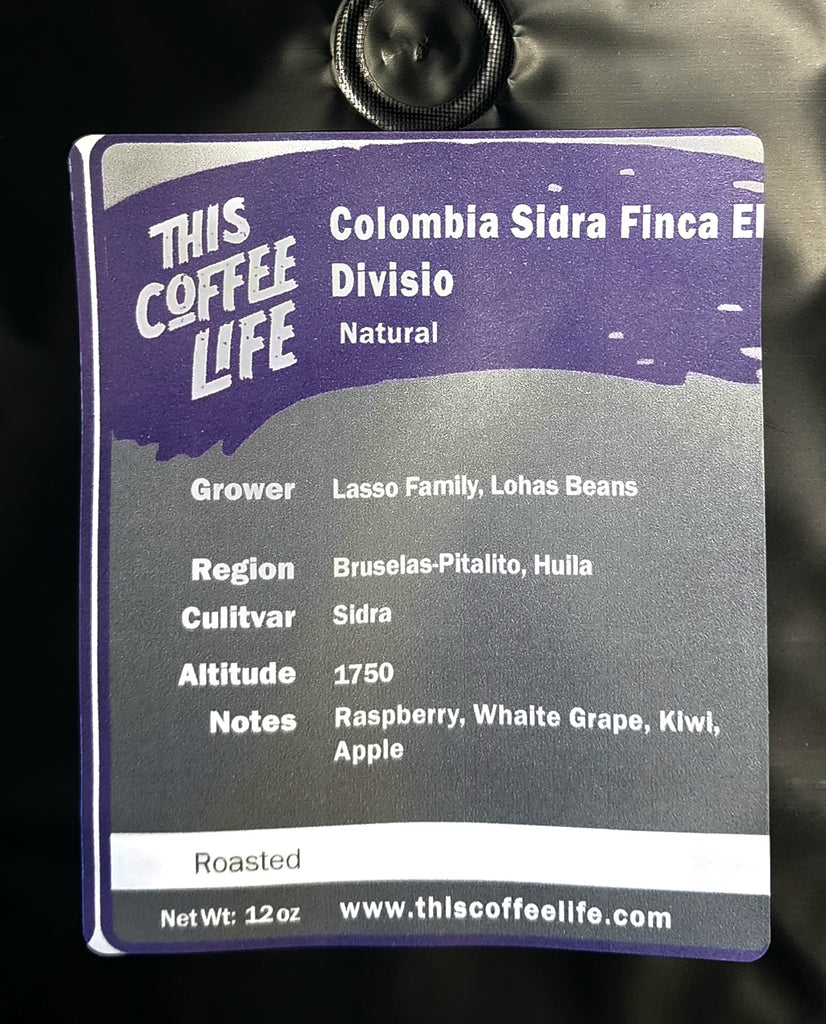 THIS
COFFEE
LIFE
Colombia Sidra Finca El
Divisio
Natural
Grower Lasso Family, Lohas Beans
Region Bruselas-Pitalito, Huila
Culitvar Sidra
Altitude 1750
Notes Raspberry, Whaite Grape, Kiwi,
Apple
Roasted
Net Wt: 12 oz www.thiscoffeelife.com